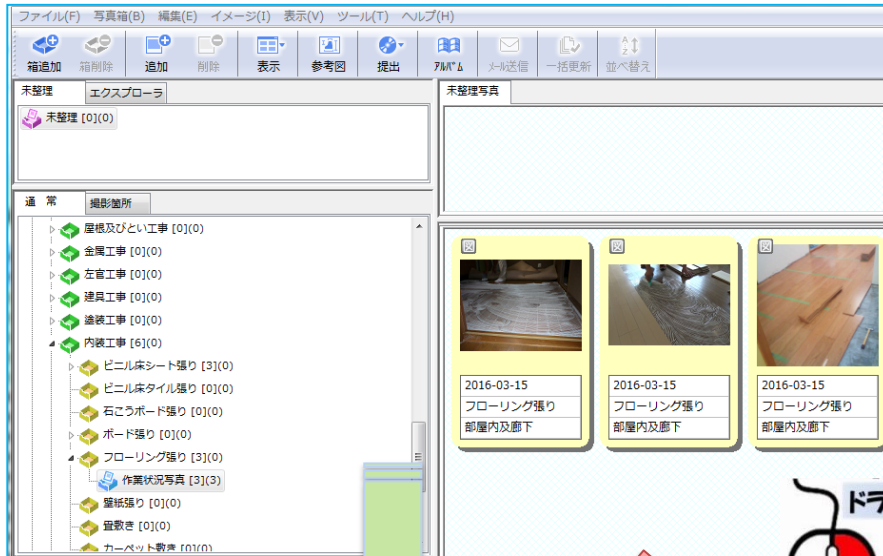 ファイル(F) 写真箱(B) 編集(E) イメージ(I) 表示(V) ツール(T) ヘルプ(H)
箱追加 箱削除 追加 削除 表示 参考図 提出 ｱﾙﾊﾞﾑ ﾒｰﾙ送信 一括更新 並べ替え
未整理 エクスプローラ
未整理 [0](0)
通 常 撮影箇所
屋根及びとい工事 [0](0)
金属工事 [0](0)
左官工事 [0](0)
建具工事 [0](0)
塗装工事 [0](0)
内装工事 [6](0)
ビニル床シート張り [3](0)
ビニル床タイル張り [0](0)
石こうボード張り [0](0)
ボード張り [0](0)
フローリング張り [3](0)
作業状況写真 [3](3)
壁紙張り [0](0)
畳敷き [0](0)
カーペット敷き [0](0)
未整理写真
図 図 図
2016-03-15 2016-03-15 2016-03-15
フローリング張り フローリング張り フローリング張り
部屋内及廊下 部屋内及廊下 部屋内及廊下
ドラ